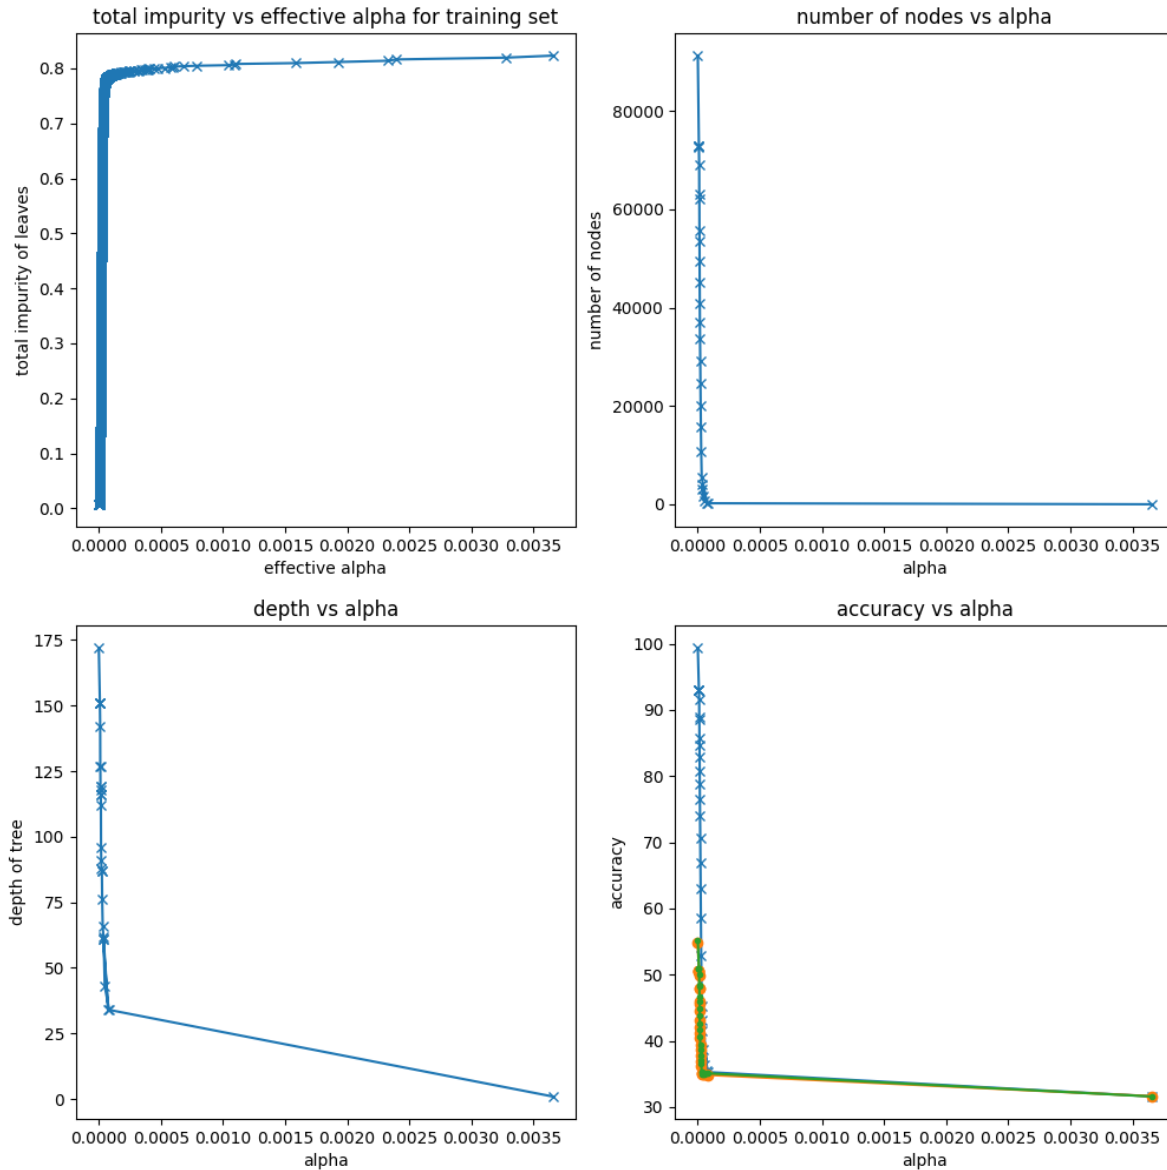 total impurity vs effective alpha for training set
total impurity of leaves
0.8
0.7
0.6
0.5
0.4
0.3
0.2
0.1
0.0
0.0000 0.0005 0.0010 0.0015 0.0020 0.0025 0.0030 0.0035
effective alpha
number of nodes vs alpha
number of nodes
80000
60000
40000
20000
0
0.0000 0.0005 0.0010 0.0015 0.0020 0.0025 0.0030 0.0035
alpha
depth vs alpha
depth of tree
175
150
125
100
75
50
25
0
0.0000 0.0005 0.0010 0.0015 0.0020 0.0025 0.0030 0.0035
alpha
accuracy vs alpha
accuracy
100
90
80
70
60
50
40
30
0.0000 0.0005 0.0010 0.0015 0.0020 0.0025 0.0030 0.0035
alpha